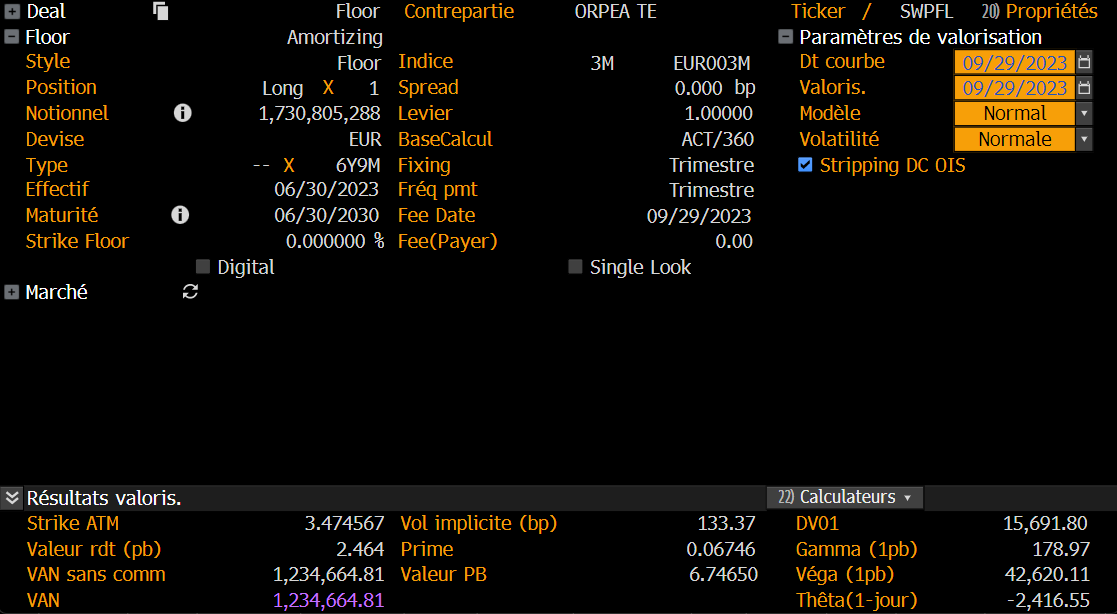 Deal Floor Contrepartie ORPEA TE Ticker / SWPFL 20) Propriétés
Floor Amortizing Paramètres de valorisation
Style Floor Indice 3M EUR003M Dt courbe 09/29/2023
Position Long X 1 Spread 0.000 bp Valoris. 09/29/2023
Notionnel 1,730,805,288 Levier 1.00000 Modèle Normal
Devise EUR BaseCalcul ACT/360 Volatilité Normale
Type -- X 6Y9M Fixing Trimestre Stripping DC OIS
Effectif 06/30/2023 Fréq pmt Trimestre
Maturité 06/30/2030 Fee Date 09/29/2023
Strike Floor 0.000000 % Fee(Payer) 0.00
Digital Single Look
Marché
Résultats valoris. 22) Calculateurs
Strike ATM 3.474567 Vol implicite (bp) 133.37 DV01 15,691.80
Valeur rdt (pb) 2.464 Prime 0.06746 Gamma (1pb) 178.97
VAN sans comm 1,234,664.81 Valeur PB 6.74650 Véga (1pb) 42,620.11
VAN 1,234,664.81 Thêta(1-jour) -2,416.55